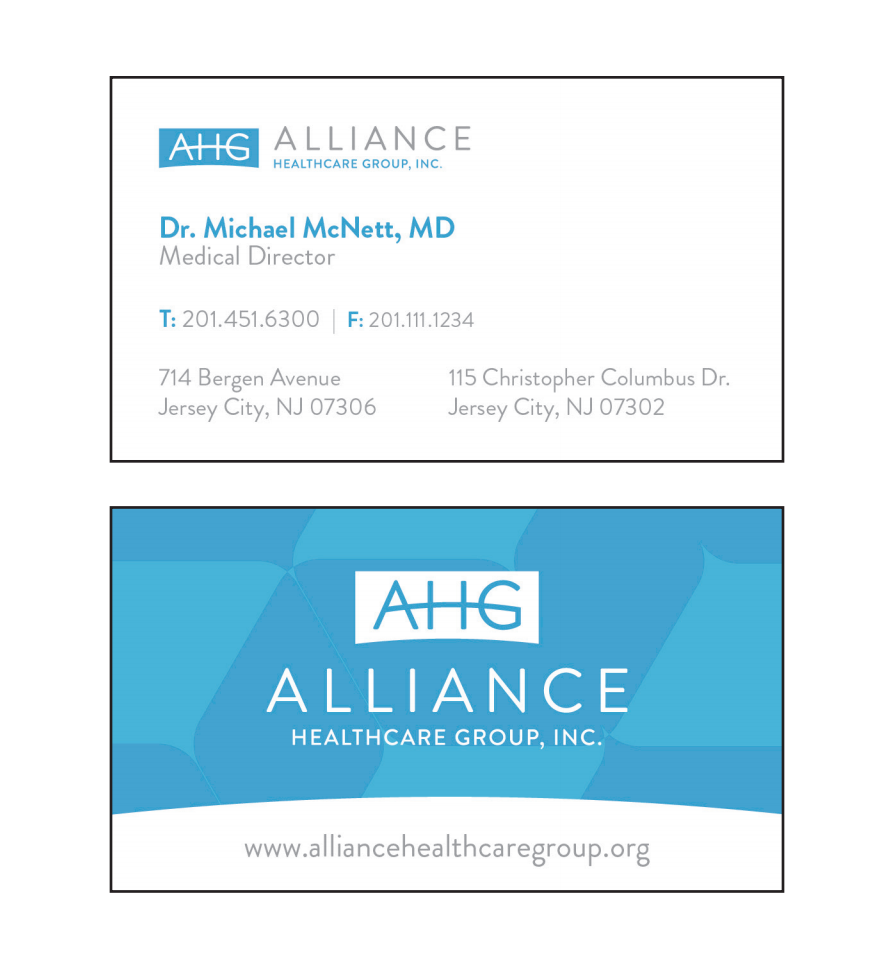 AHG ALLIANCE
HEALTHCARE GROUP, INC.
Dr. Michael McNett, MD
Medical Director
T: 201.451.6300 | F: 201.111.1234
714 Bergen Avenue
Jersey City, NJ 07306
115 Christopher Columbus Dr.
Jersey City, NJ 07302
AHG
ALLIANCE
HEALTHCARE GROUP, INC.
www.alliancehealthcaregroup.org